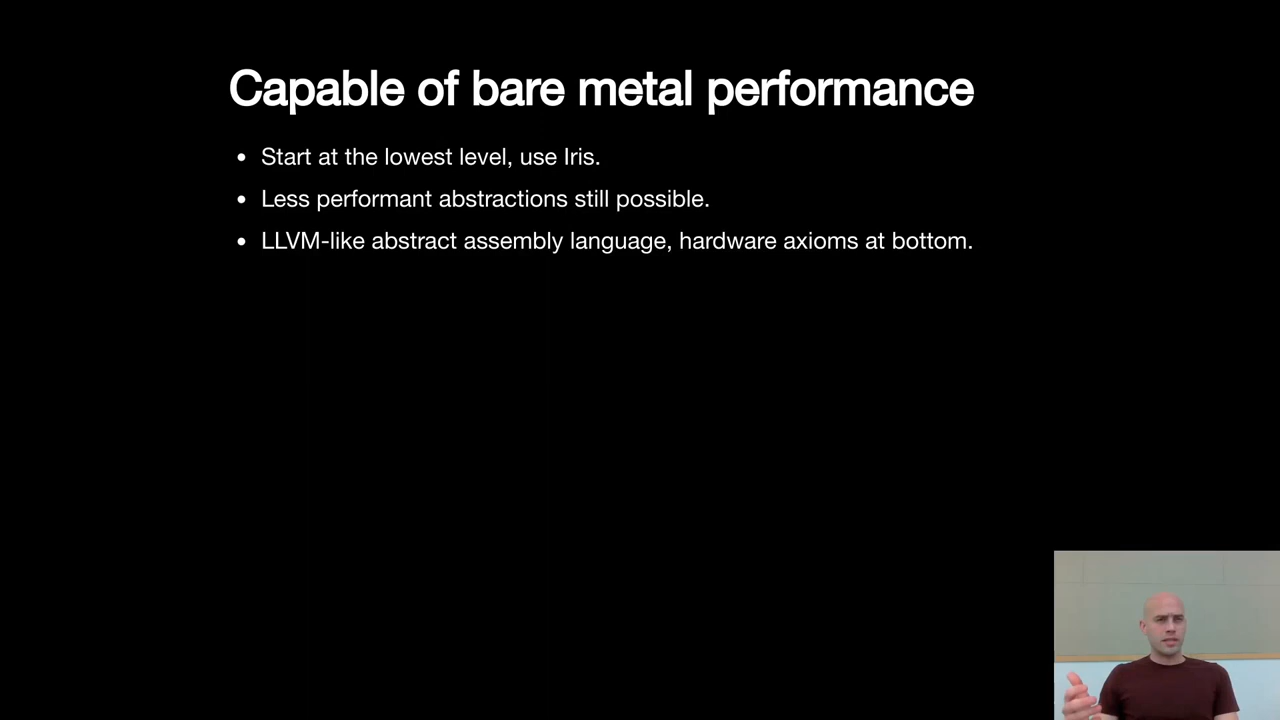 Capable of bare metal performance
• Start at the lowest level, use Iris.
• Less performant abstractions still possible.
• LLVM-like abstract assembly language, hardware axioms at bottom.